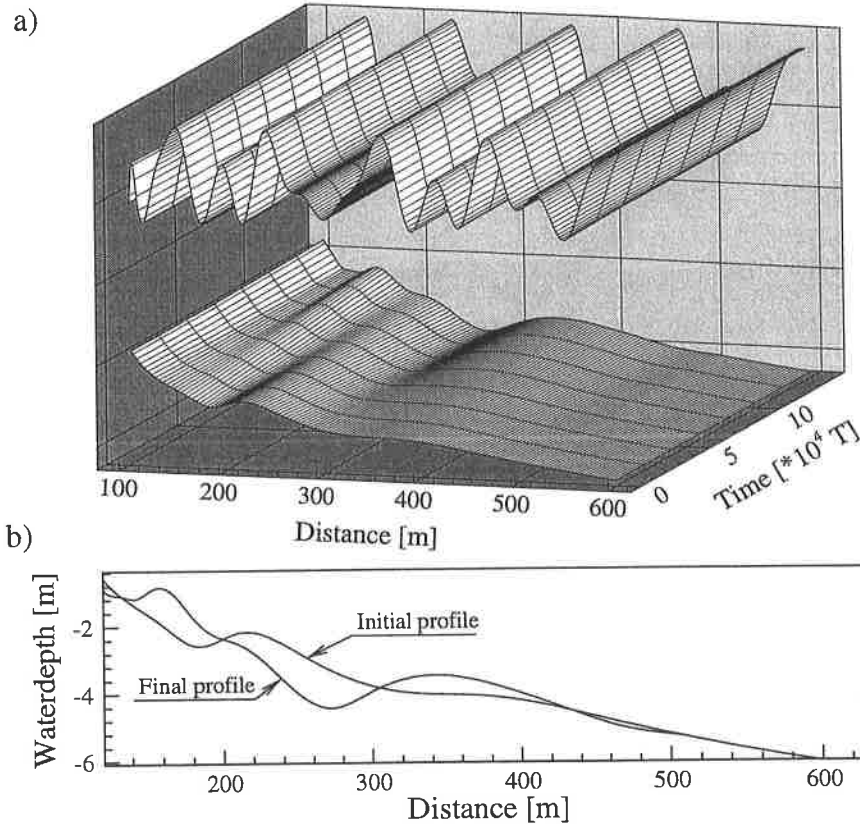 a)
100
200
300
400
500
600
Distance [m]
0
5
10
Time [*10⁴ T]
b)
Waterdepth [m]
-2
-4
-6
Initial profile
Final profile
200
300
400
500
600
Distance [m]